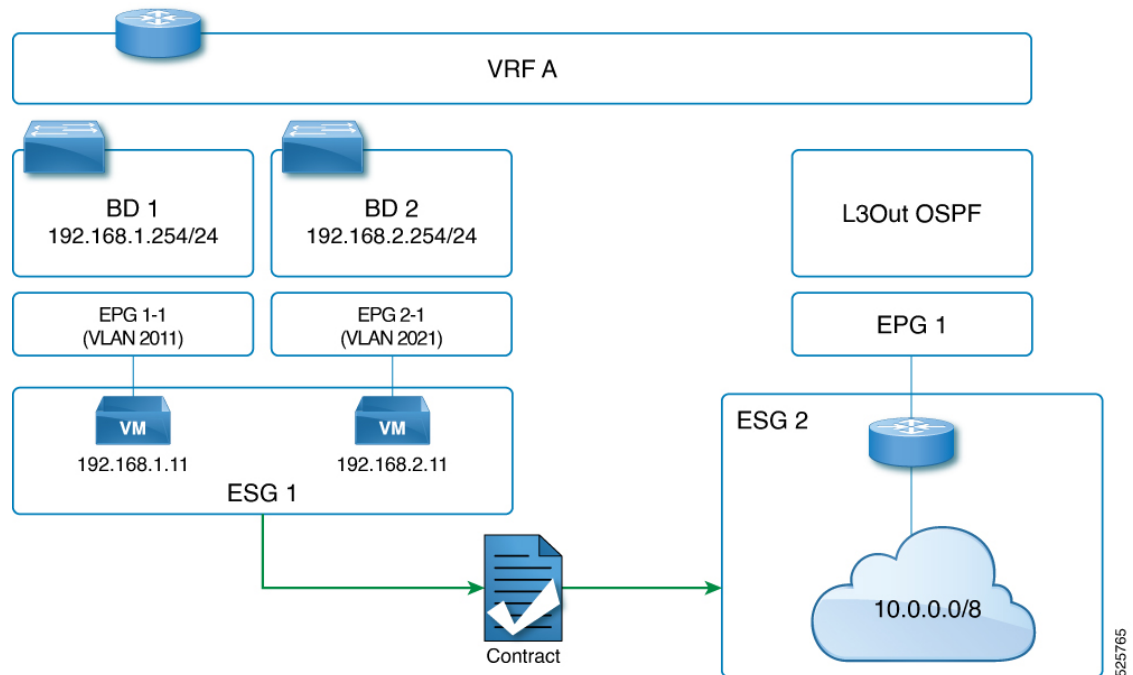 VRF A
BD 1
192.168.1.254/24
BD 2
192.168.2.254/24
L3Out OSPF
EPG 1-1
(VLAN 2011)
EPG 2-1
(VLAN 2021)
EPG 1
VM
192.168.1.11
VM
192.168.2.11
ESG 1
ESG 2
10.0.0.0/8
Contract
525765